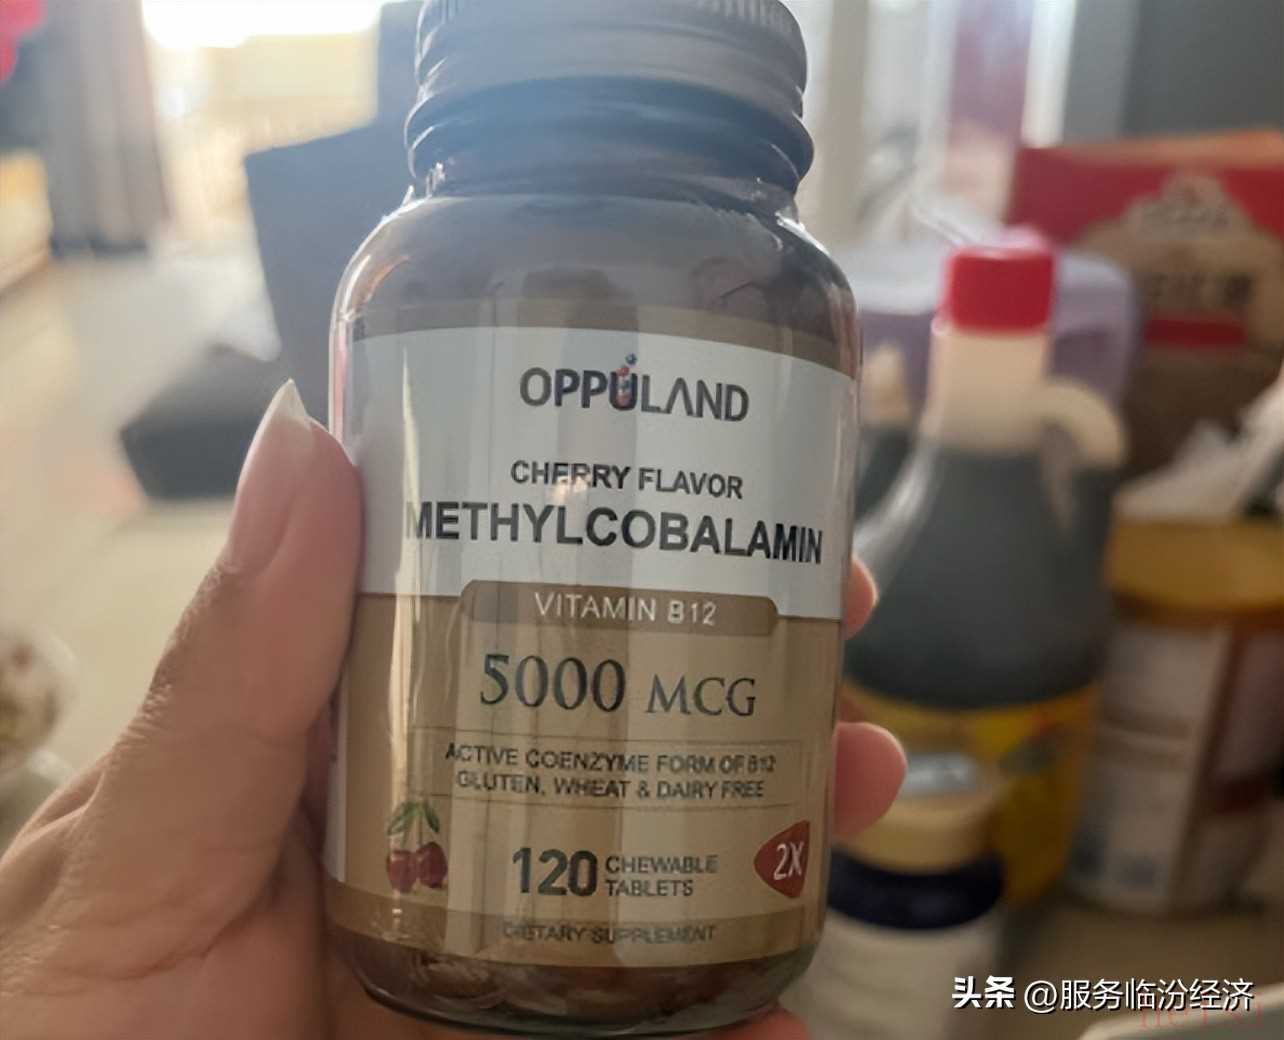 OPPULAND
CHERRY FLAVOR
METHYLCOBALAMIN
VITAMIN B12
5000 MCG
ACTIVE COENZYME FORM OF B12
GLUTEN, WHEAT & DAIRY FREE
120 CHEWABLE
TABLETS
2X
DIETARY SUPPLEMENT
头条 @服务临汾经济